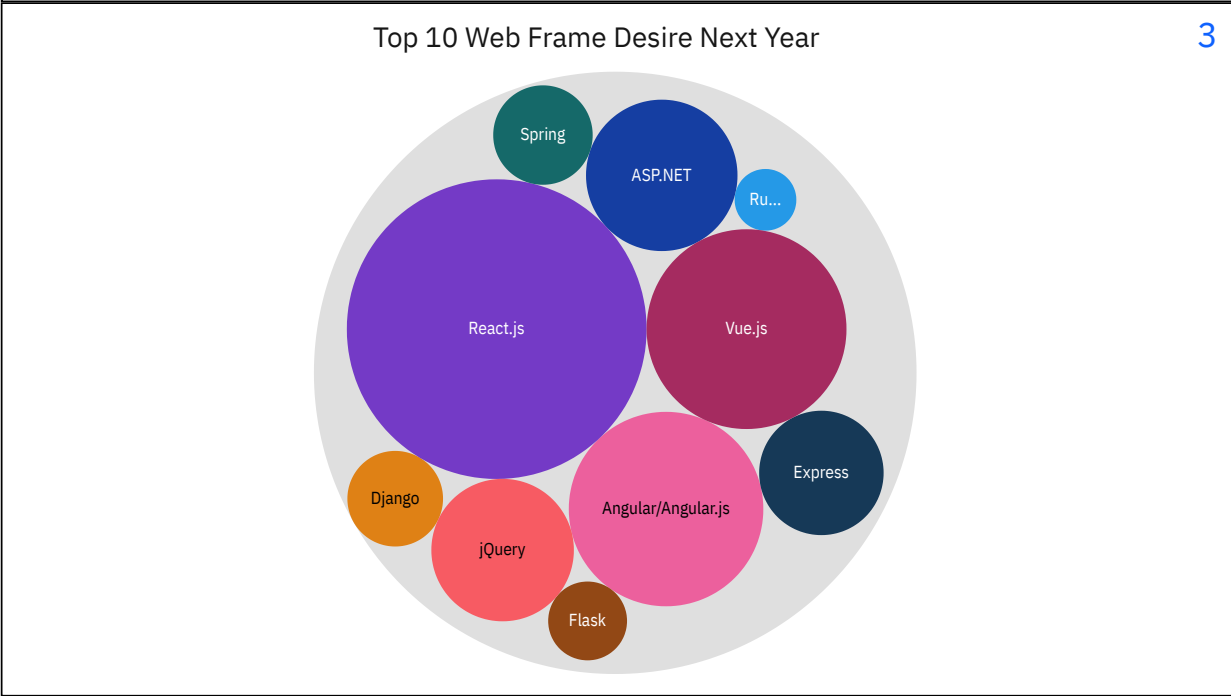 Top 10 Web Frame Desire Next Year
3
Spring
ASP.NET
Ru...
React.js
Vue.js
Express
Django
Angular/Angular.js
jQuery
Flask